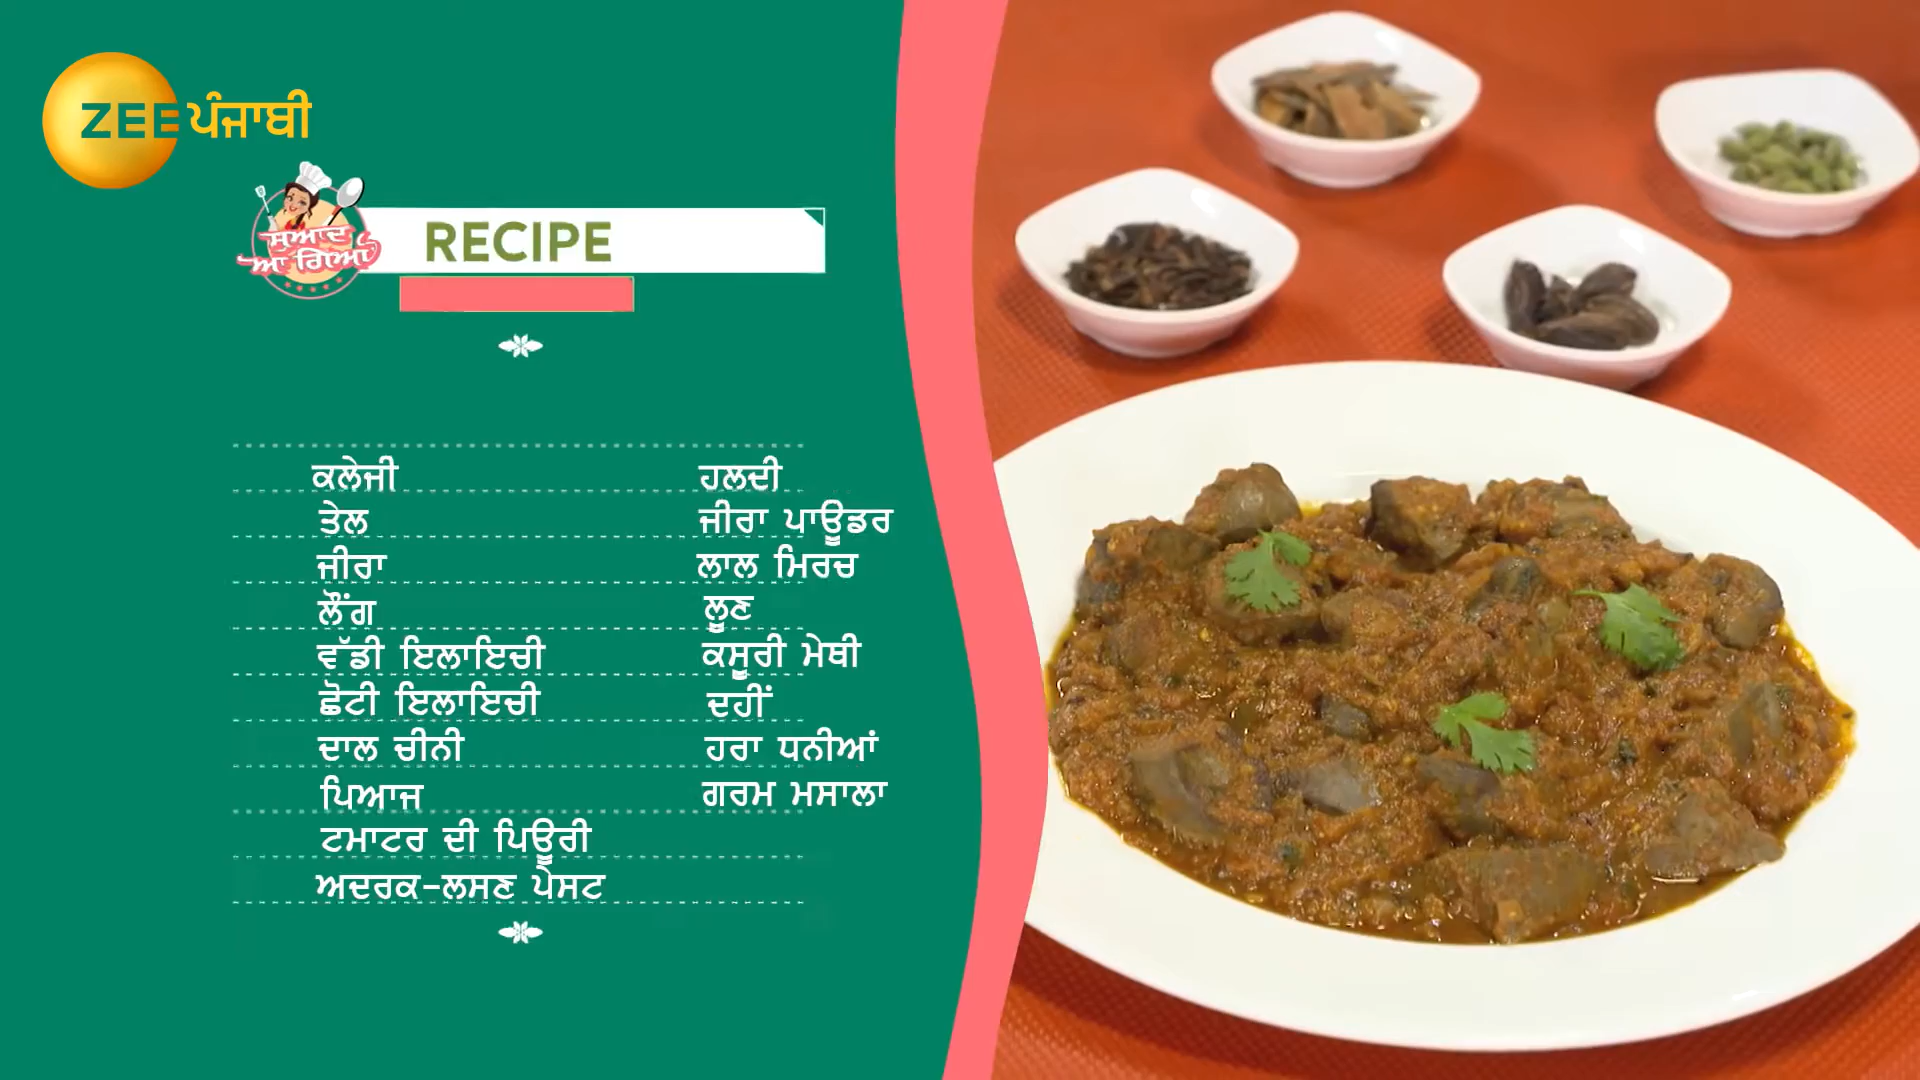 ZEE ਪੰਜਾਬੀ
ਸੁਆਦ
ਆ ਗਿਆ
RECIPE
ਕਲੇਜੀ
ਤੇਲ
ਜੀਰਾ
ਲੌਂਗ
ਵੱਡੀ ਇਲਾਇਚੀ
ਛੋਟੀ ਇਲਾਇਚੀ
ਦਾਲ ਚੀਨੀ
ਪਿਆਜ
ਟਮਾਟਰ ਦੀ ਪਿਊਰੀ
ਅਦਰਕ-ਲਸਣ ਪੇਸਟ
ਹਲਦੀ
ਜੀਰਾ ਪਾਊਡਰ
ਲਾਲ ਮਿਰਚ
ਲੂਣ
ਕਸੂਰੀ ਮੇਥੀ
ਦਹੀਂ
ਹਰਾ ਧਨੀਆਂ
ਗਰਮ ਮਸਾਲਾ